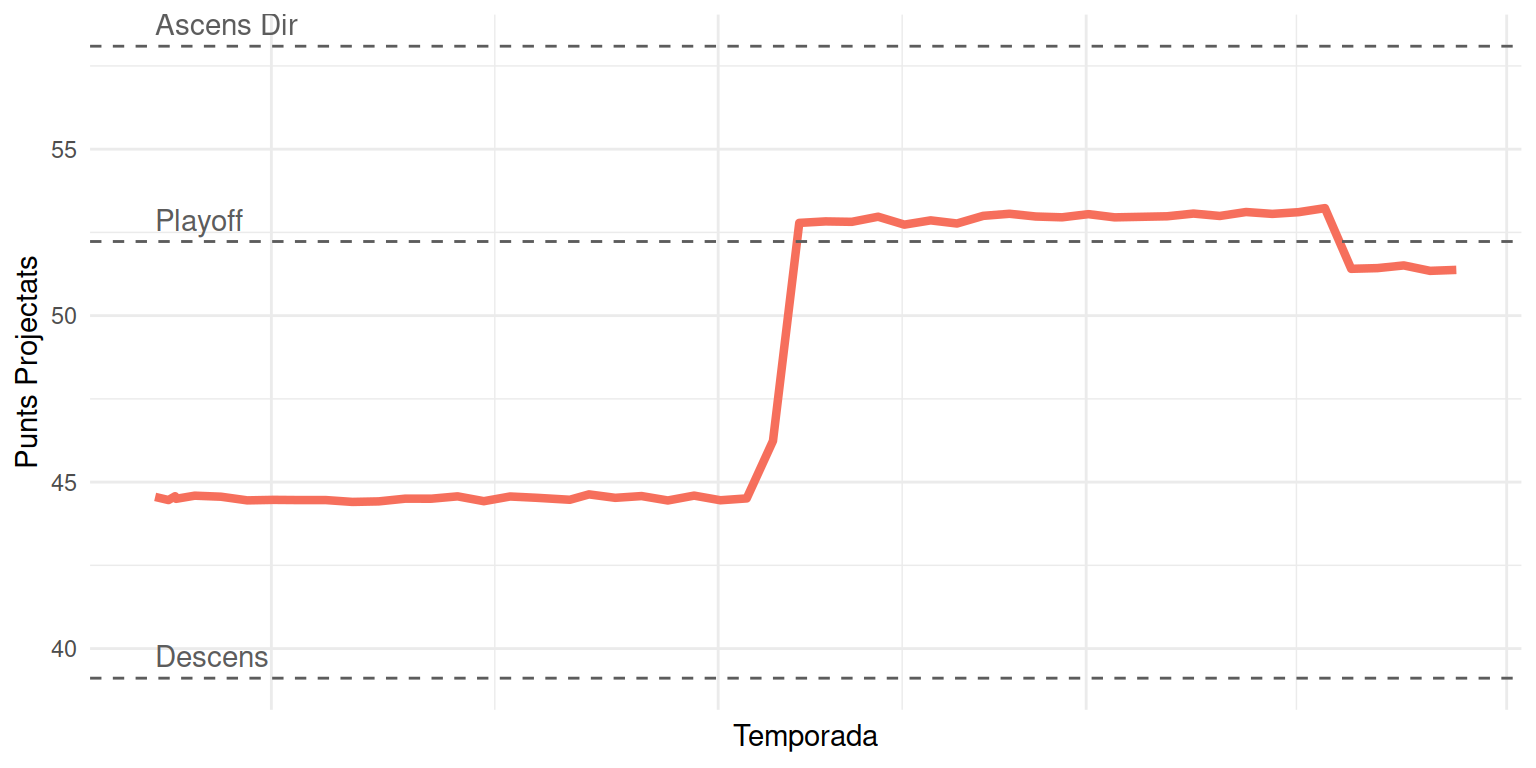 Ascens Dir
55
Playoff
50
45
40
Descens
Punts Projectats
Temporada